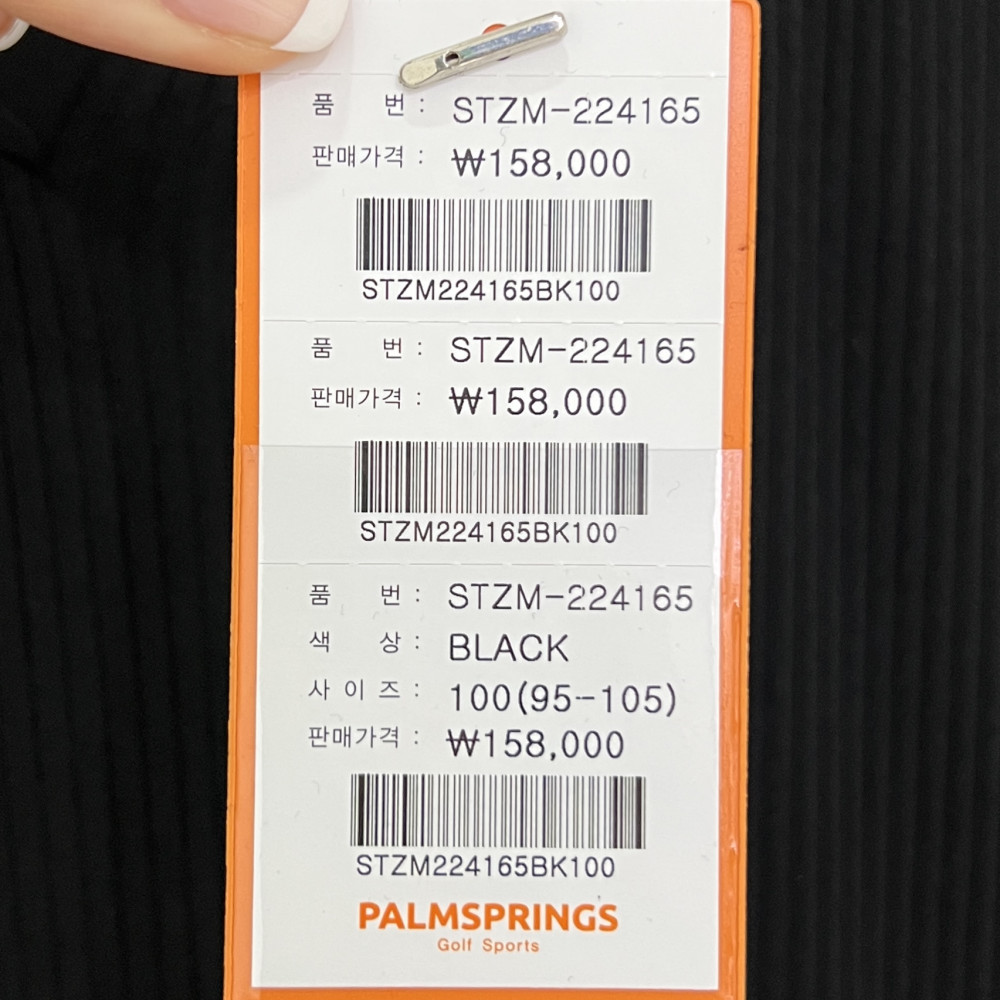 품 번 : STZM-224165
판매가격 : ₩158,000
STZM224165BK100
품 번 : STZM-224165
판매가격 : ₩158,000
STZM224165BK100
품 번 : STZM-224165
색 상 : BLACK
사 이 즈 : 100(95-105)
판매가격 : ₩158,000
STZM224165BK100
PALMSPRINGS
Golf Sports